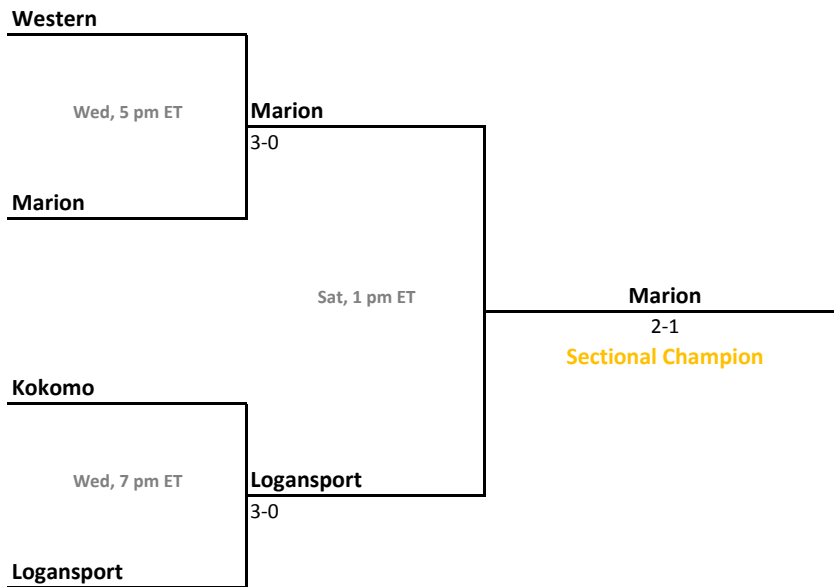 Western
Wed, 5 pm ET
Marion
3-0
Marion
Sat, 1 pm ET
Marion
2-1
Sectional Champion
Kokomo
Wed, 7 pm ET
Logansport
3-0
Logansport